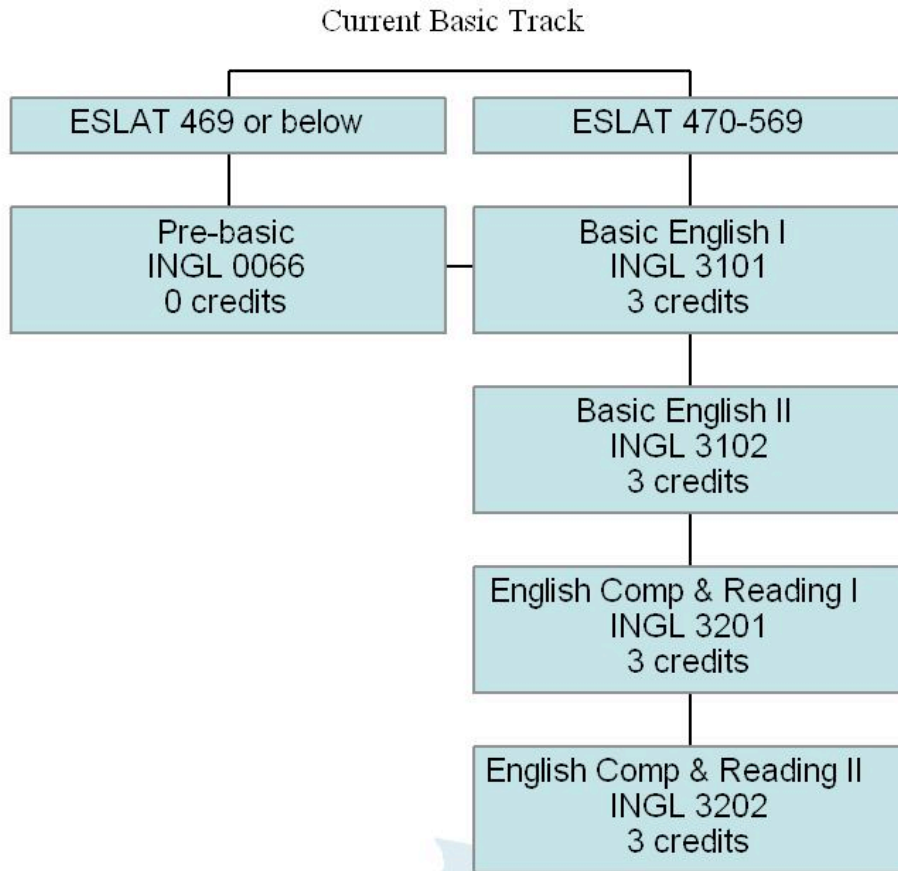 Current Basic Track
ESLAT 469 or below
ESLAT 470-569
Pre-basic
INGL 0066
0 credits
Basic English I
INGL 3101
3 credits
Basic English II
INGL 3102
3 credits
English Comp & Reading I
INGL 3201
3 credits
English Comp & Reading II
INGL 3202
3 credits